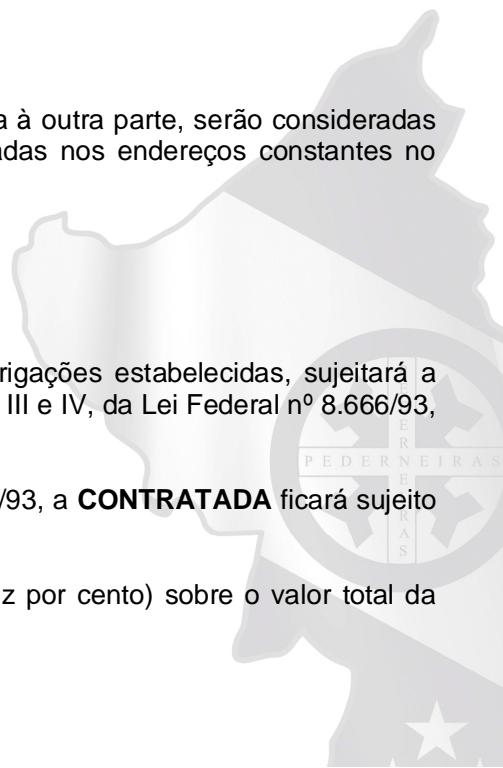 a à outra parte, serão consideradas
adas nos endereços constantes no
rigações estabelecidas, sujeitará a
III e IV, da Lei Federal nº 8.666/93,
PEDERNEIRAS
/93, a CONTRATADA ficará sujeito
z por cento) sobre o valor total da